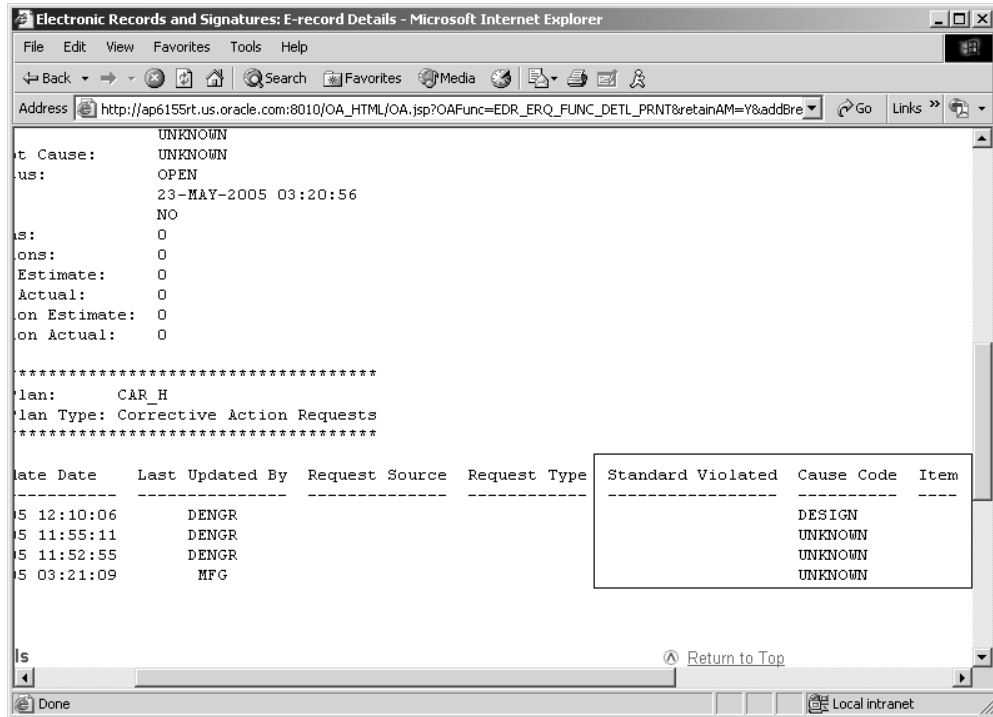 Electronic Records and Signatures: E-record Details - Microsoft Internet Explorer
File Edit View Favorites Tools Help
Back Search Favorites Media
Address http://ap6155rt.us.oracle.com:8010/OA_HTML/OA.jsp?OAFunc=EDR_ERQ_FUNC_DETL_PRNT&retainAM=Y&addBre Go Links »
UNKNOWN
t Cause: UNKNOWN
us: OPEN
23-MAY-2005 03:20:56
NO
s: 0
ons: 0
Estimate: 0
Actual: 0
on Estimate: 0
on Actual: 0
*************************************
lan: CAR_H
lan Type: Corrective Action Requests
*************************************
ate Date Last Updated By Request Source Request Type Standard Violated Cause Code Item
---------- --------------- -------------- ------------ ----------------- ---------- ----
5 12:10:06 DENGR DESIGN
5 11:55:11 DENGR UNKNOWN
5 11:52:55 DENGR UNKNOWN
5 03:21:09 MFG UNKNOWN
ls Return to Top
Done Local intranet